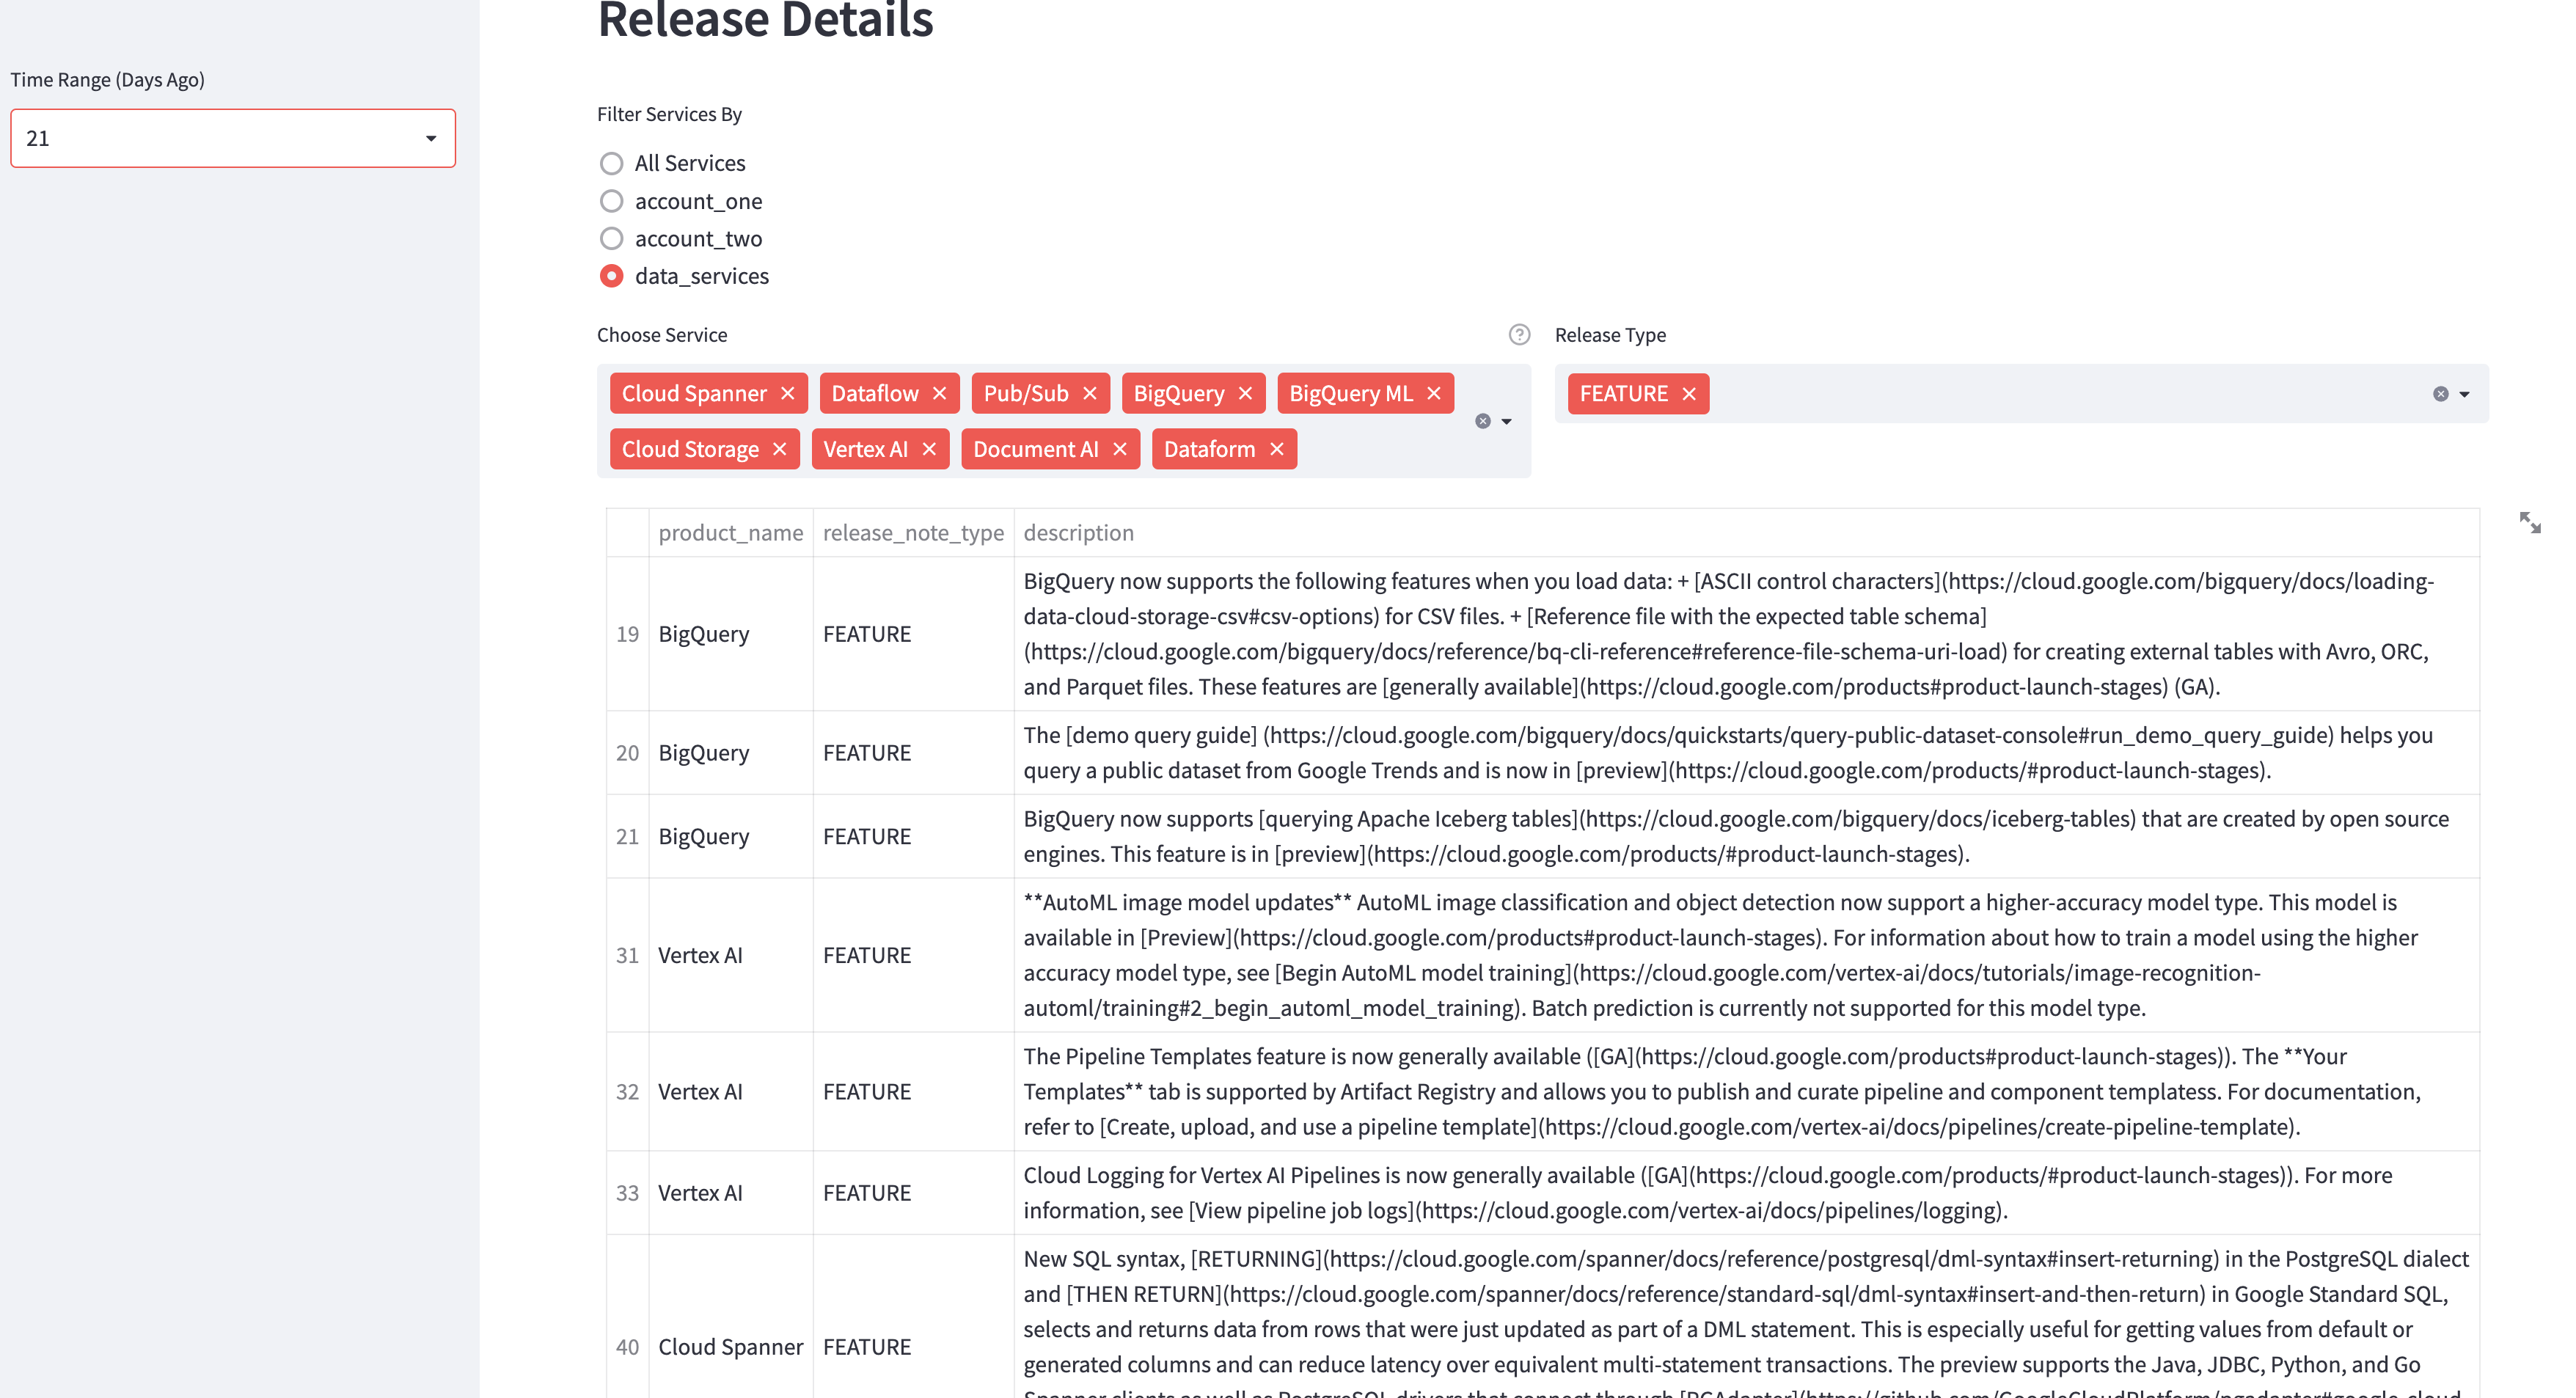 Release Details
Time Range (Days Ago)
21
Filter Services By
All Services
account_one
account_two
data_services
Choose Service
Release Type
Cloud Spanner
Dataflow
Pub/Sub
BigQuery
BigQuery ML
Cloud Storage
Vertex AI
Document AI
Dataform
FEATURE
product_name release_note_type description
19 BigQuery FEATURE
BigQuery now supports the following features when you load data: + [ASCII control characters](https://cloud.google.com/bigquery/docs/loading-
data-cloud-storage-csv#csv-options) for CSV files. + [Reference file with the expected table schema]
(https://cloud.google.com/bigquery/docs/reference/bq-cli-reference#reference-file-schema-uri-load) for creating external tables with Avro, ORC,
and Parquet files. These features are [generally available](https://cloud.google.com/products#product-launch-stages) (GA).
20 BigQuery FEATURE
The [demo query guide] (https://cloud.google.com/bigquery/docs/quickstarts/query-public-dataset-console#run_demo_query_guide) helps you
query a public dataset from Google Trends and is now in [preview](https://cloud.google.com/products/#product-launch-stages).
21 BigQuery FEATURE
BigQuery now supports [querying Apache Iceberg tables](https://cloud.google.com/bigquery/docs/iceberg-tables) that are created by open source
engines. This feature is in [preview](https://cloud.google.com/products/#product-launch-stages).
31 Vertex AI FEATURE
**AutoML image model updates** AutoML image classification and object detection now support a higher-accuracy model type. This model is
available in [Preview](https://cloud.google.com/products#product-launch-stages). For information about how to train a model using the higher
accuracy model type, see [Begin AutoML model training](https://cloud.google.com/vertex-ai/docs/tutorials/image-recognition-
automl/training#2_begin_automl_model_training). Batch prediction is currently not supported for this model type.
32 Vertex AI FEATURE
The Pipeline Templates feature is now generally available ([GA](https://cloud.google.com/products#product-launch-stages)). The **Your
Templates** tab is supported by Artifact Registry and allows you to publish and curate pipeline and component templatess. For documentation,
refer to [Create, upload, and use a pipeline template](https://cloud.google.com/vertex-ai/docs/pipelines/create-pipeline-template).
33 Vertex AI FEATURE
Cloud Logging for Vertex AI Pipelines is now generally available ([GA](https://cloud.google.com/products/#product-launch-stages)). For more
information, see [View pipeline job logs](https://cloud.google.com/vertex-ai/docs/pipelines/logging).
40 Cloud Spanner FEATURE
New SQL syntax, [RETURNING](https://cloud.google.com/spanner/docs/reference/postgresql/dml-syntax#insert-returning) in the PostgreSQL dialect
and [THEN RETURN](https://cloud.google.com/spanner/docs/reference/standard-sql/dml-syntax#insert-and-then-return) in Google Standard SQL,
selects and returns data from rows that were just updated as part of a DML statement. This is especially useful for getting values from default or
generated columns and can reduce latency over equivalent multi-statement transactions. The preview supports the Java, JDBC, Python, and Go
Spanner clients as well as PostgreSQL drivers that connect through [PGAdapter](https://github.com/GoogleCloudPlatform/pgadapter#google-cloud-